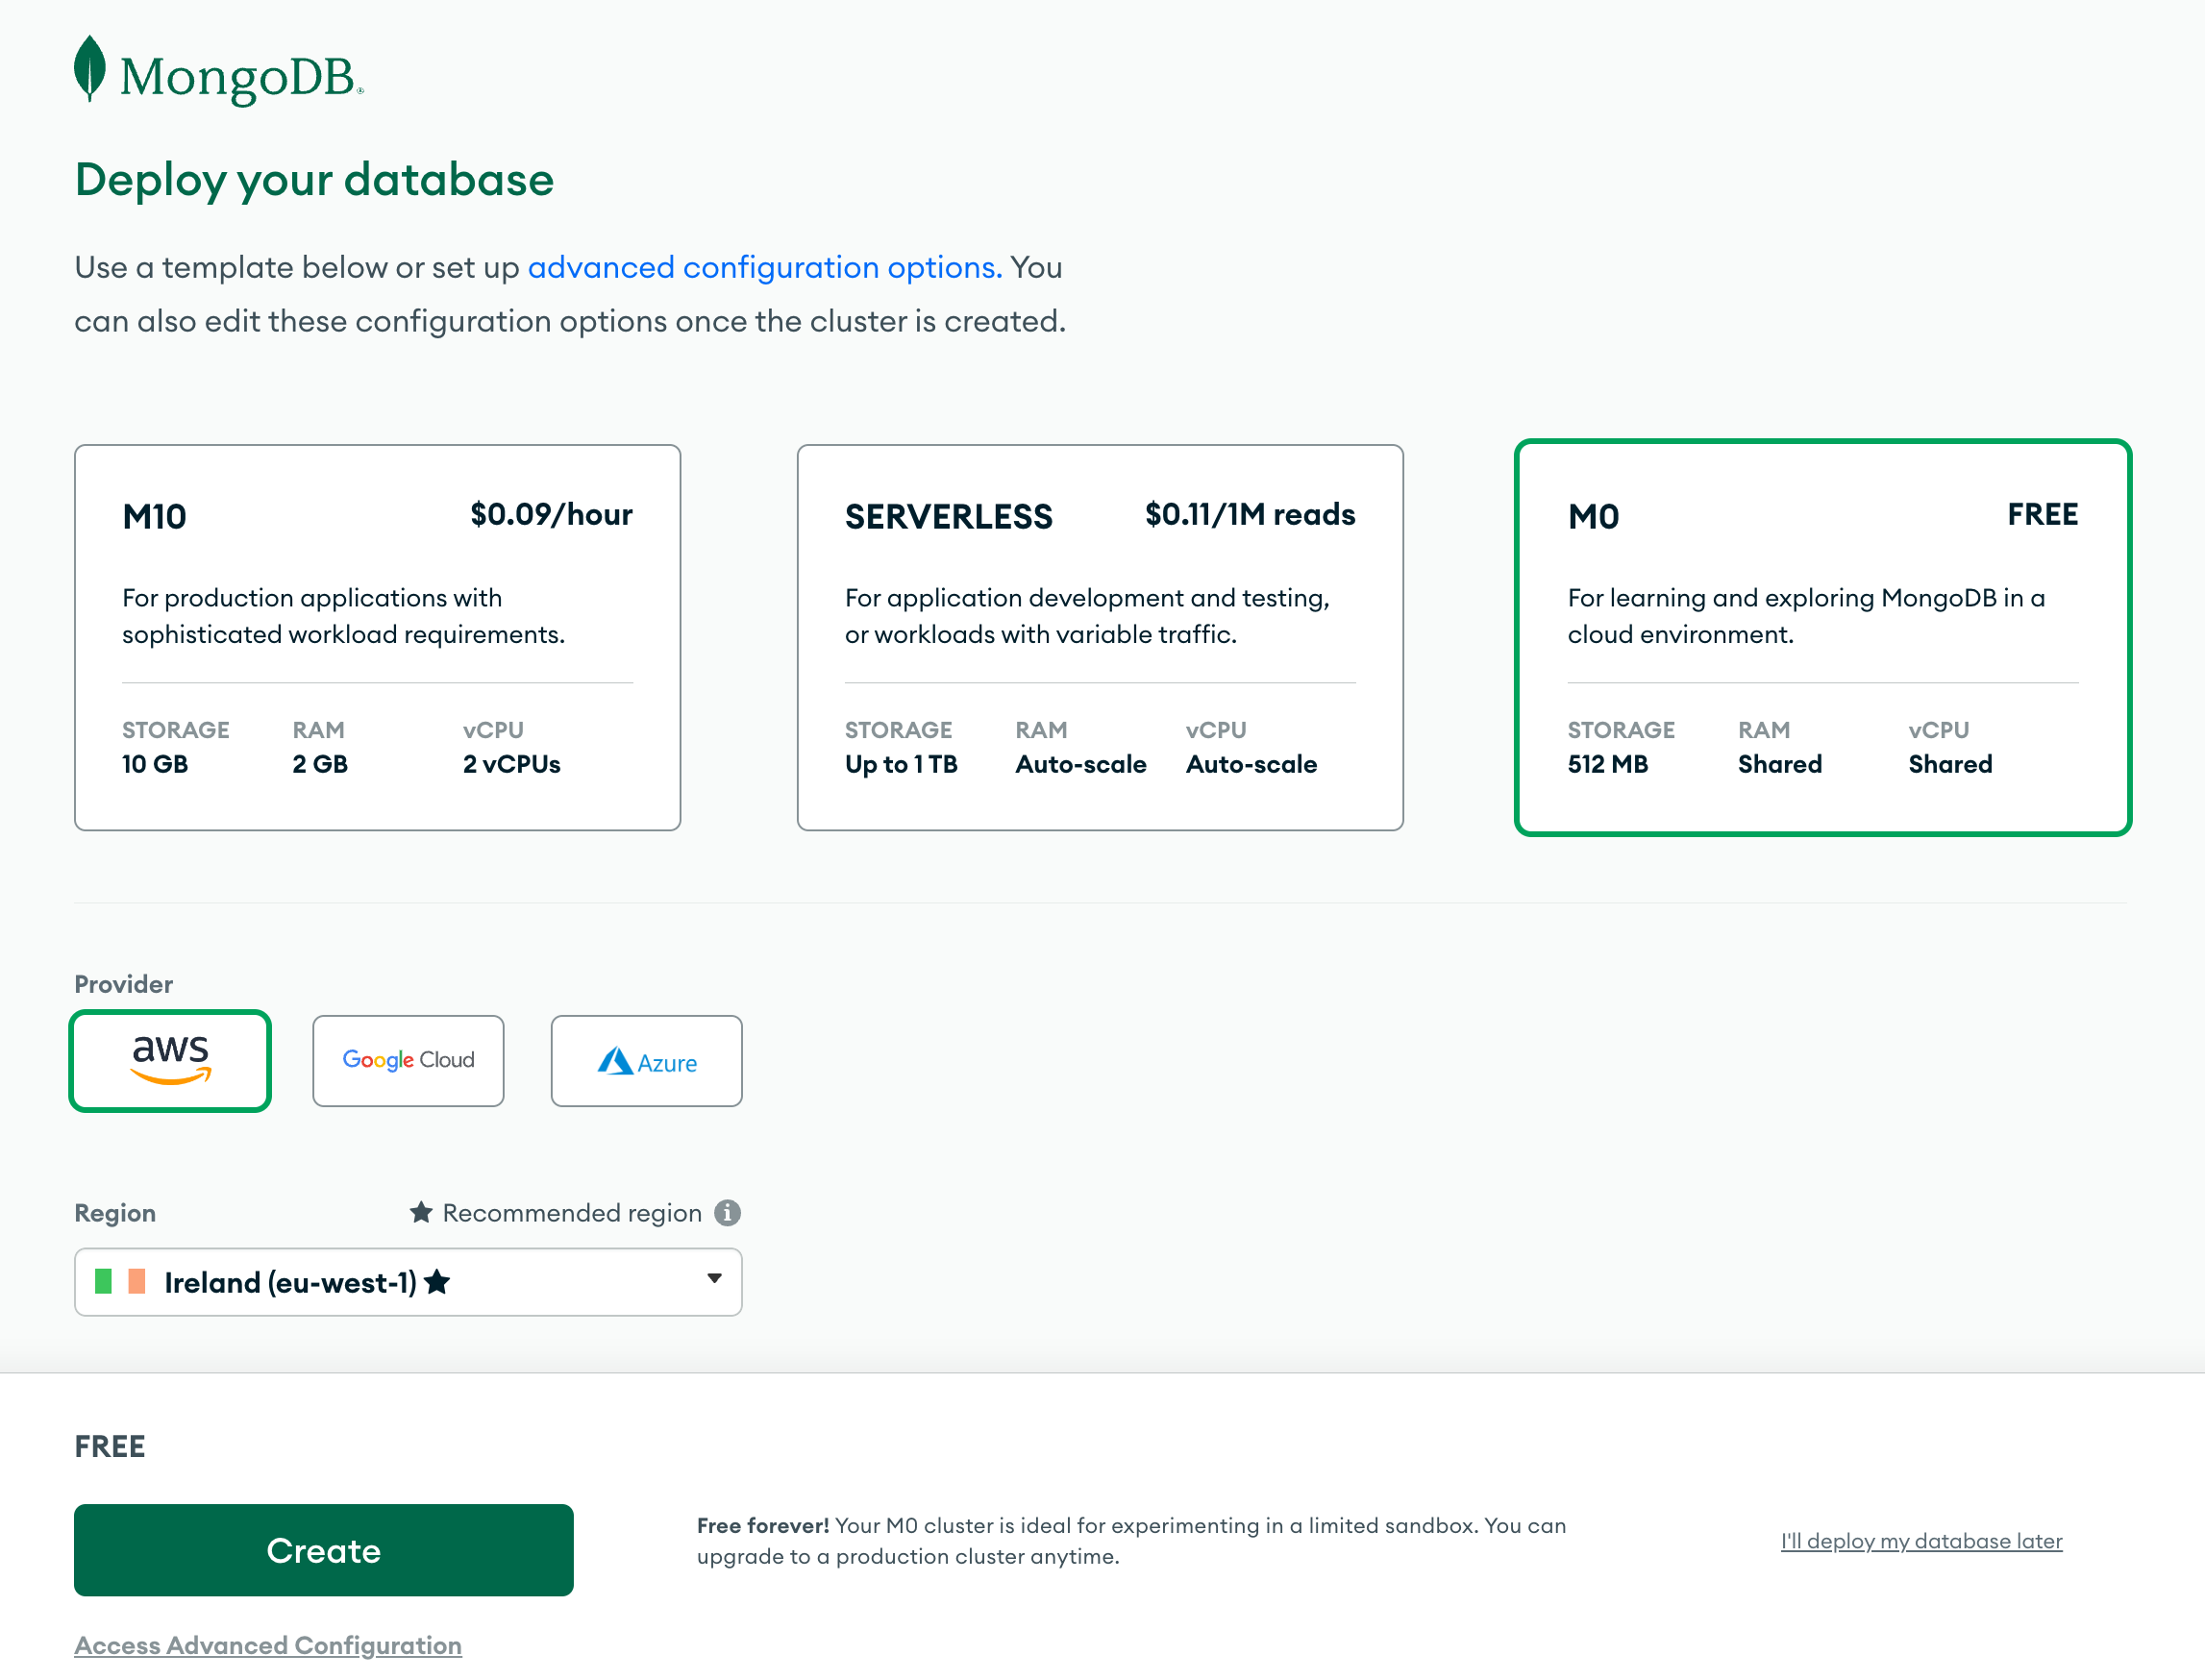 MongoDB®
Deploy your database
Use a template below or set up advanced configuration options. You
can also edit these configuration options once the cluster is created.
M10 $0.09/hour
For production applications with
sophisticated workload requirements.
STORAGE RAM vCPU
10 GB 2 GB 2 vCPUs
SERVERLESS $0.11/1M reads
For application development and testing,
or workloads with variable traffic.
STORAGE RAM vCPU
Up to 1 TB Auto-scale Auto-scale
M0 FREE
For learning and exploring MongoDB in a
cloud environment.
STORAGE RAM vCPU
512 MB Shared Shared
Provider
aws
Google Cloud
Azure
Region ★ Recommended region i
Ireland (eu-west-1) ★
FREE
Create
Free forever! Your M0 cluster is ideal for experimenting in a limited sandbox. You can
upgrade to a production cluster anytime.
I'll deploy my database later
Access Advanced Configuration